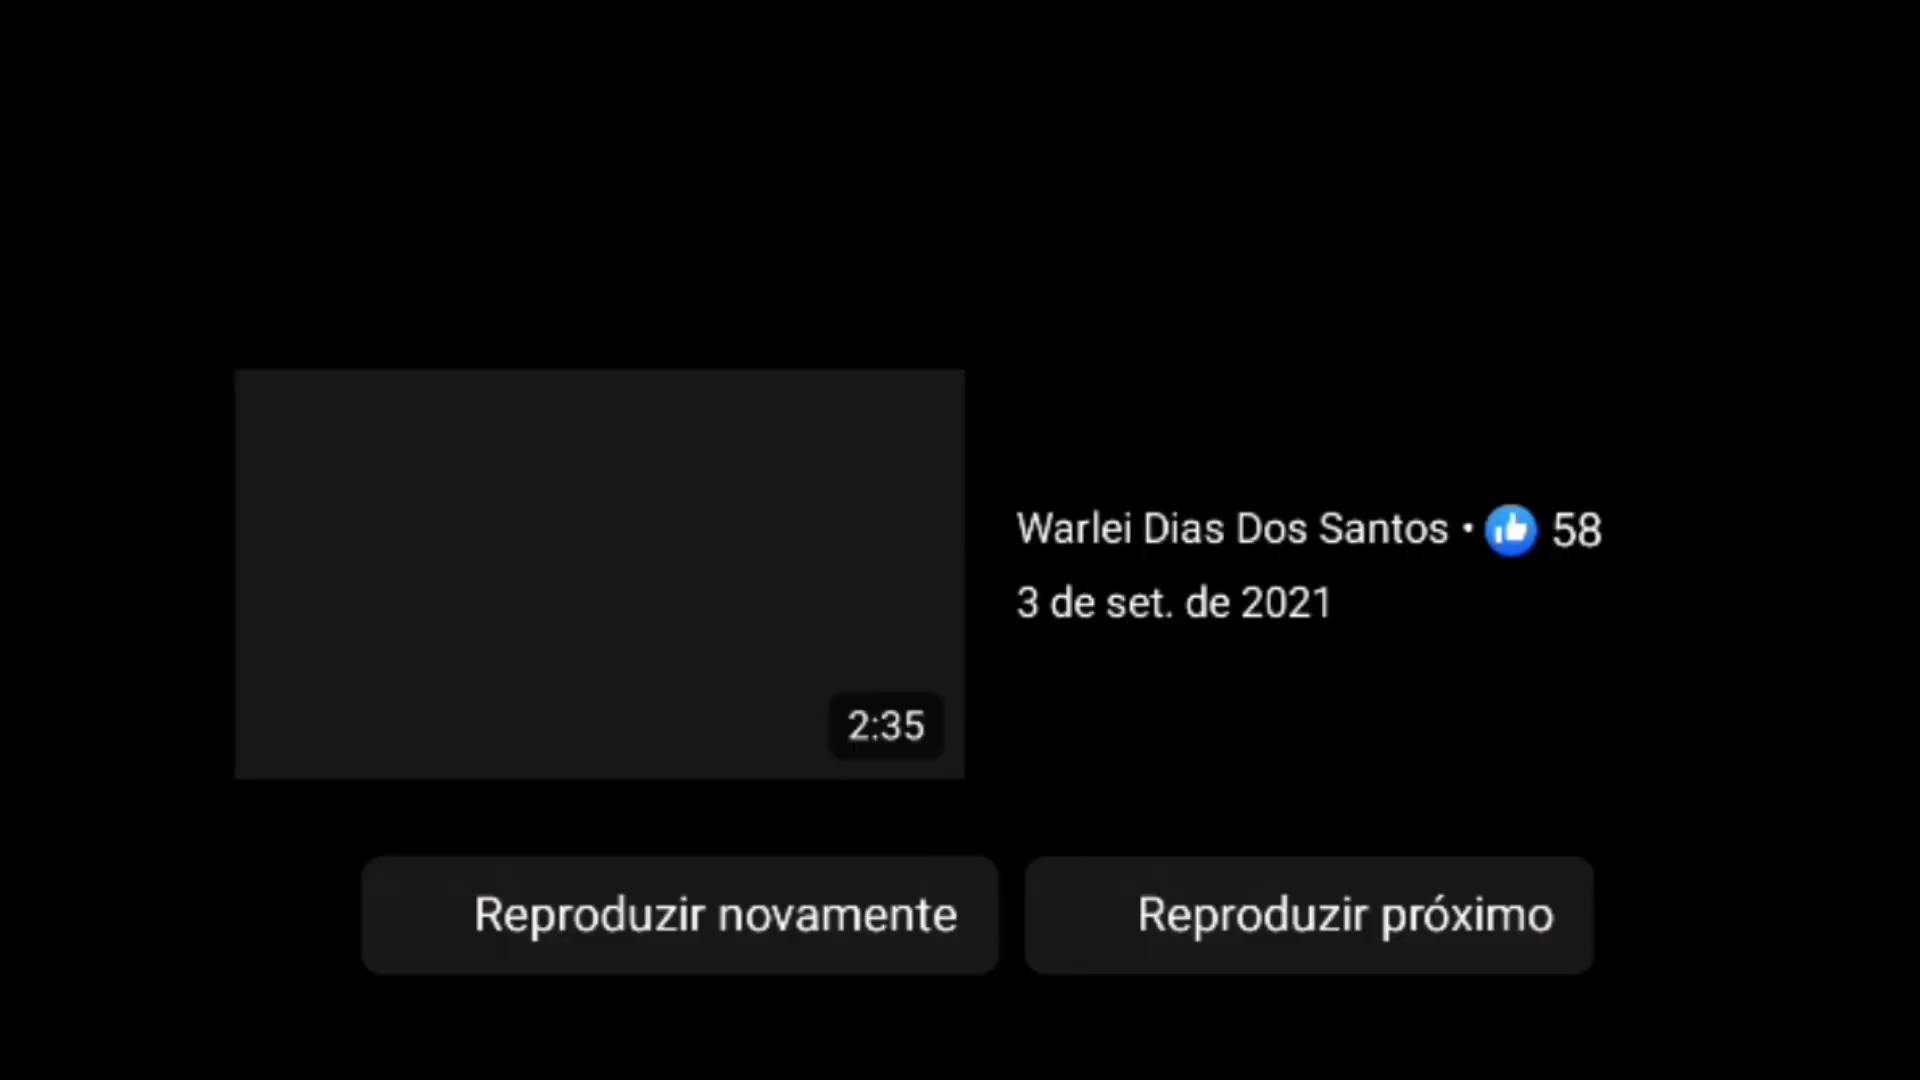 Warlei Dias Dos Santos • 58
3 de set. de 2021
2:35
Reproduzir novamente
Reproduzir próximo